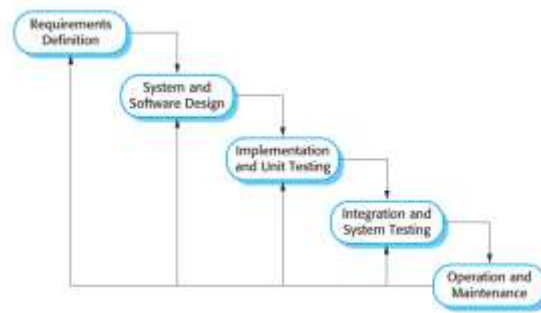 Requirements
Definition
System and
Software Design
Implementation
and Unit Testing
Integration and
System Testing
Operation and
Maintenance